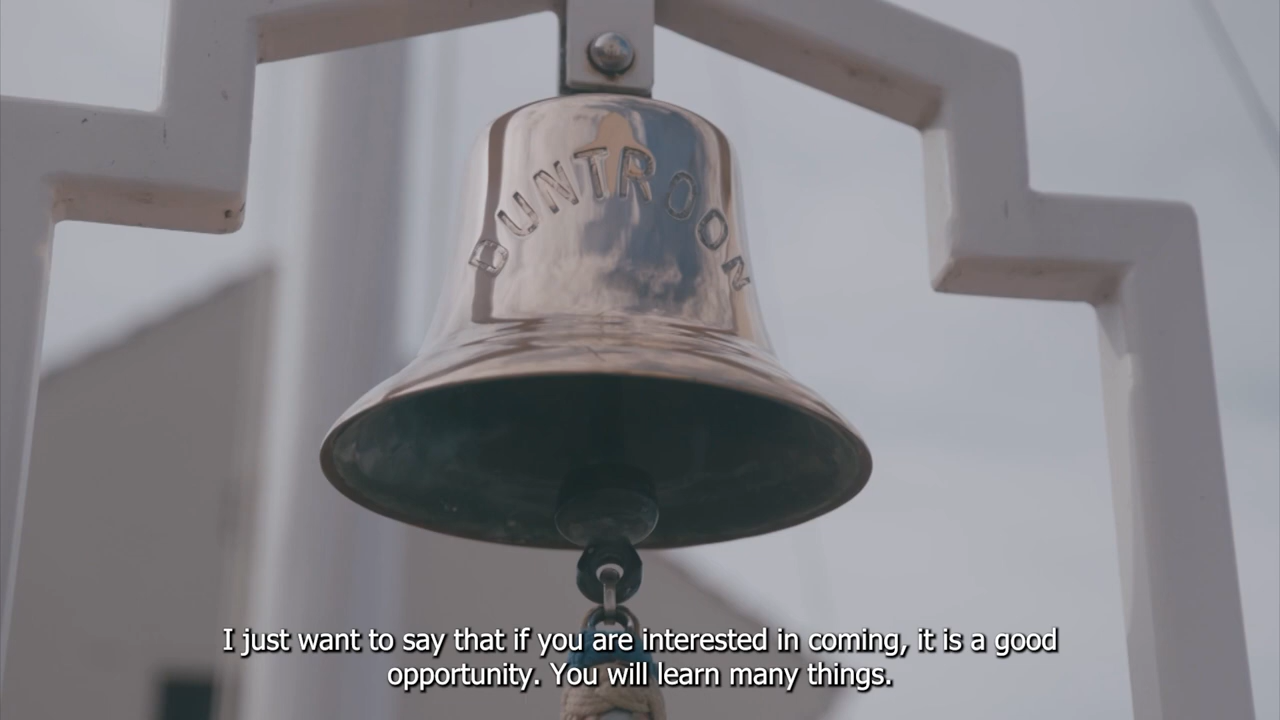 DUNTROON
I just want to say that if you are interested in coming, it is a good
opportunity. You will learn many things.